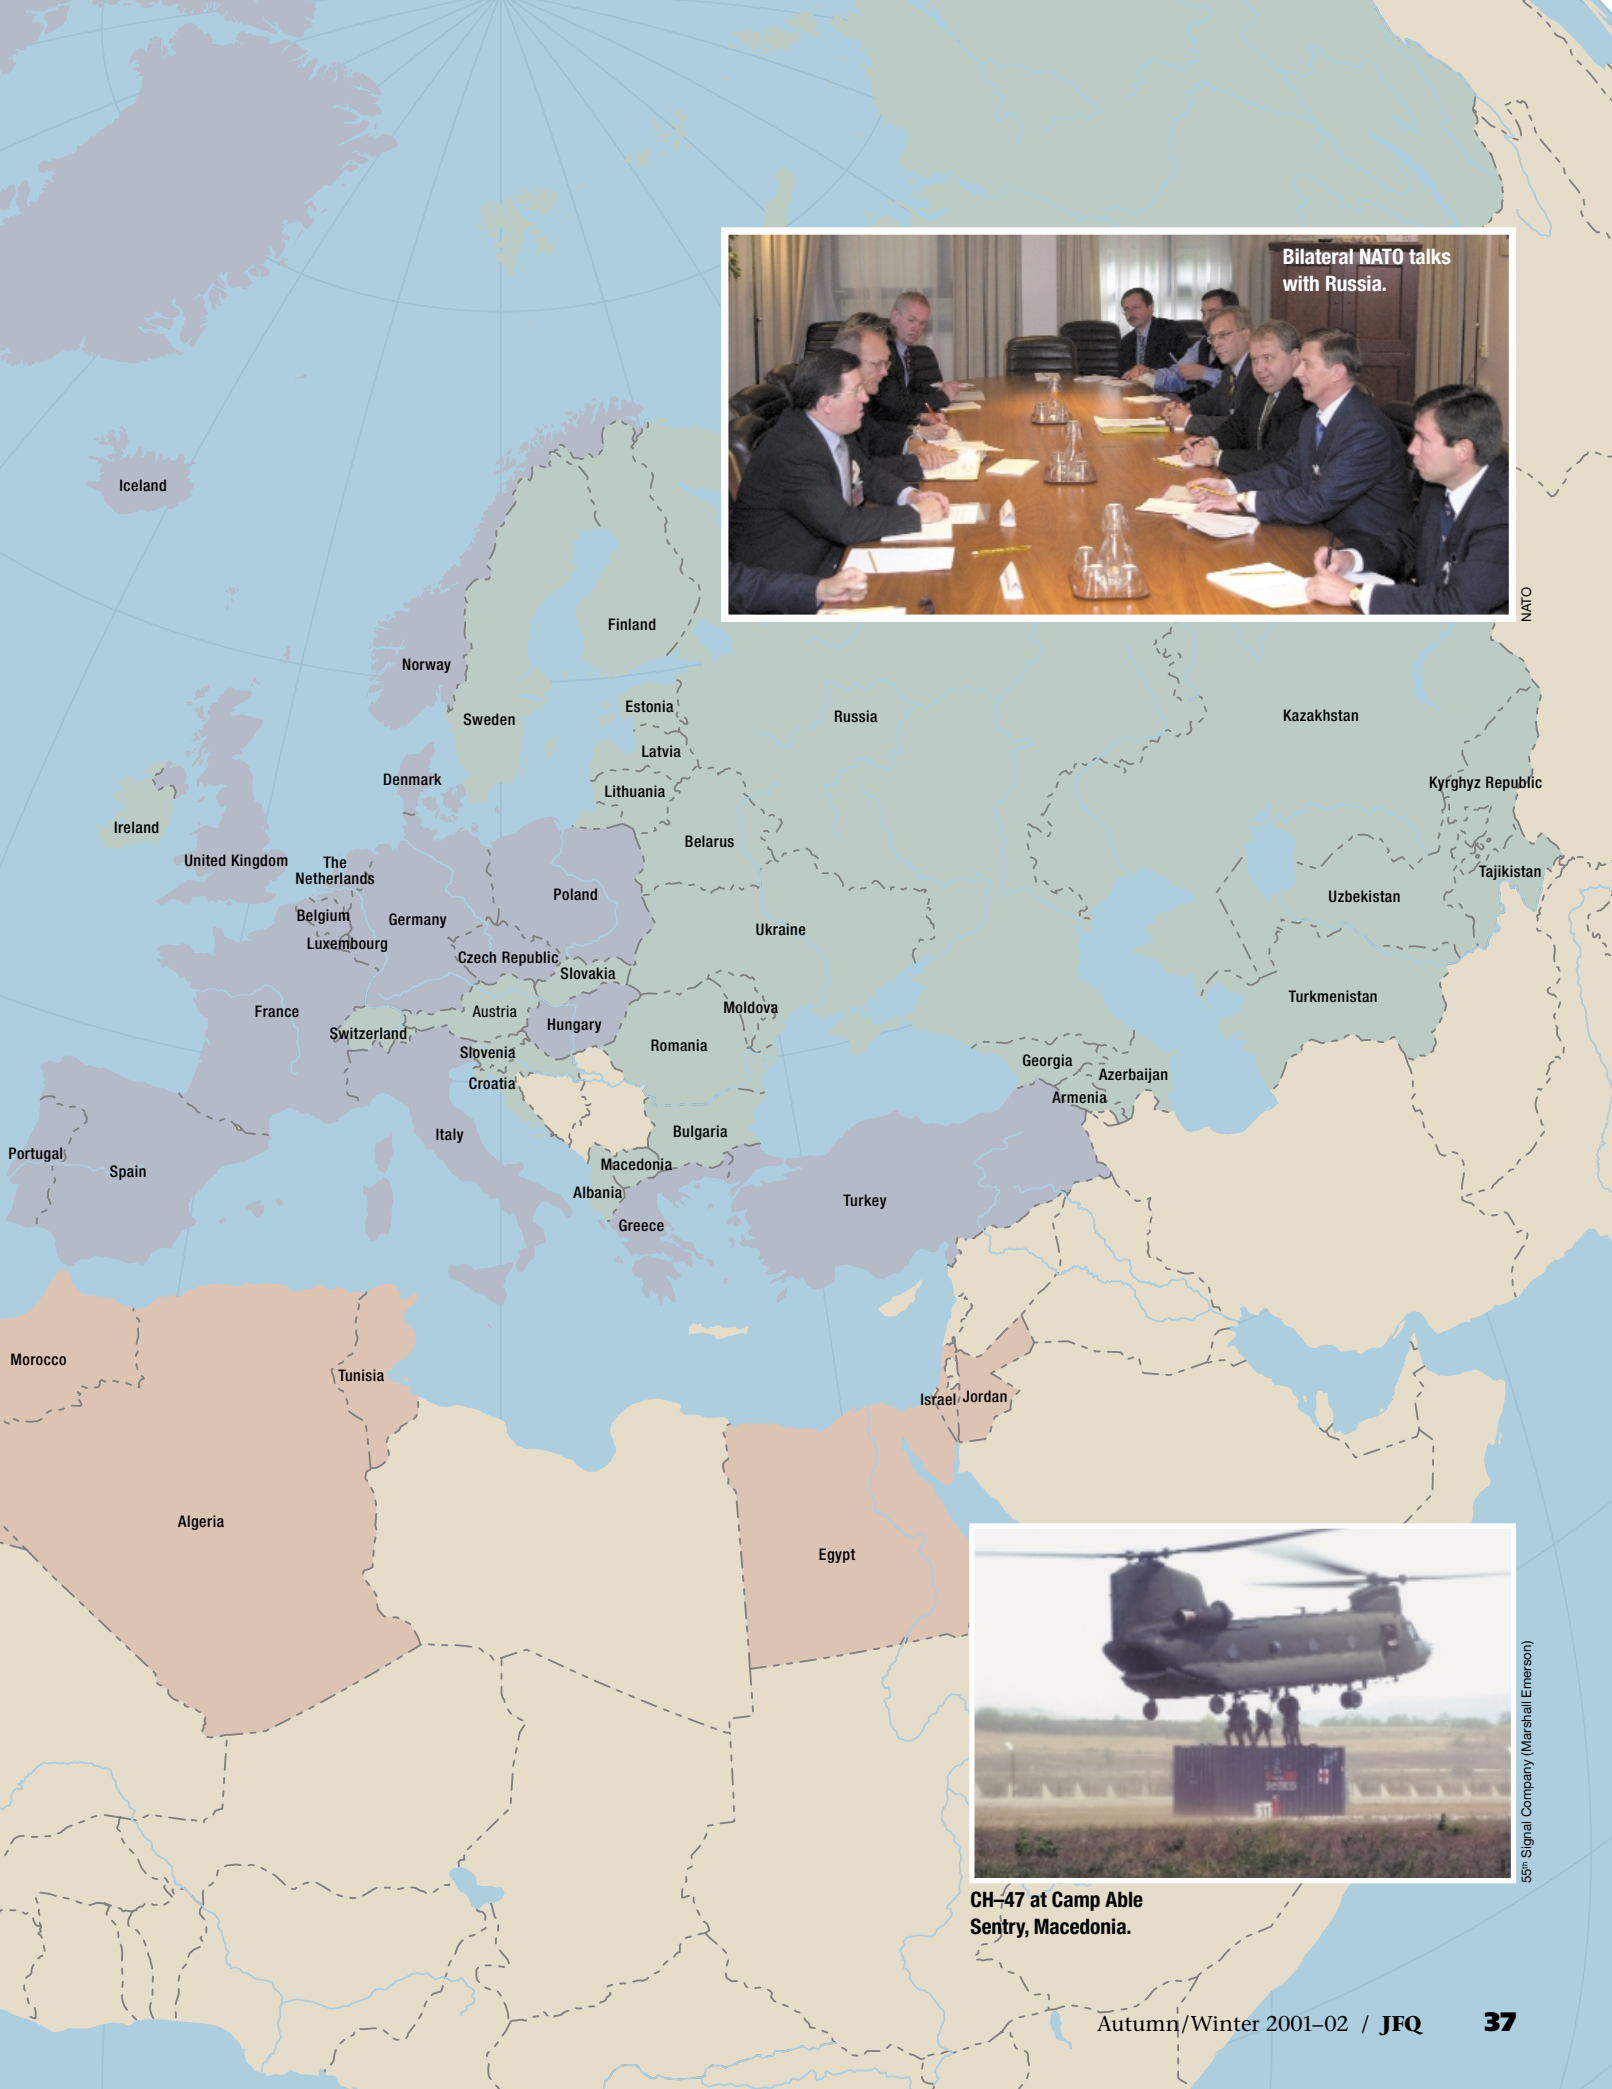 Bilateral NATO talks
with Russia.
NATO
Iceland
Finland
Norway
Sweden
Estonia
Russia
Kazakhstan
Latvia
Denmark
Lithuania
Kyrghyz Republic
Ireland
Belarus
United Kingdom
The
Netherlands
Tajikistan
Poland
Uzbekistan
Belgium
Germany
Ukraine
Luxembourg
Czech Republic
Slovakia
Turkmenistan
France
Austria
Moldova
Hungary
Switzerland
Romania
Slovenia
Georgia
Croatia
Azerbaijan
Armenia
Italy
Bulgaria
Portugal
Spain
Macedonia
Albania
Turkey
Greece
Morocco
Tunisia
Israel
Jordan
Algeria
Egypt
11
55th Signal Company (Marshall Emerson)
CH–47 at Camp Able
Sentry, Macedonia.
Autumn/Winter 2001–02 / JFQ 37